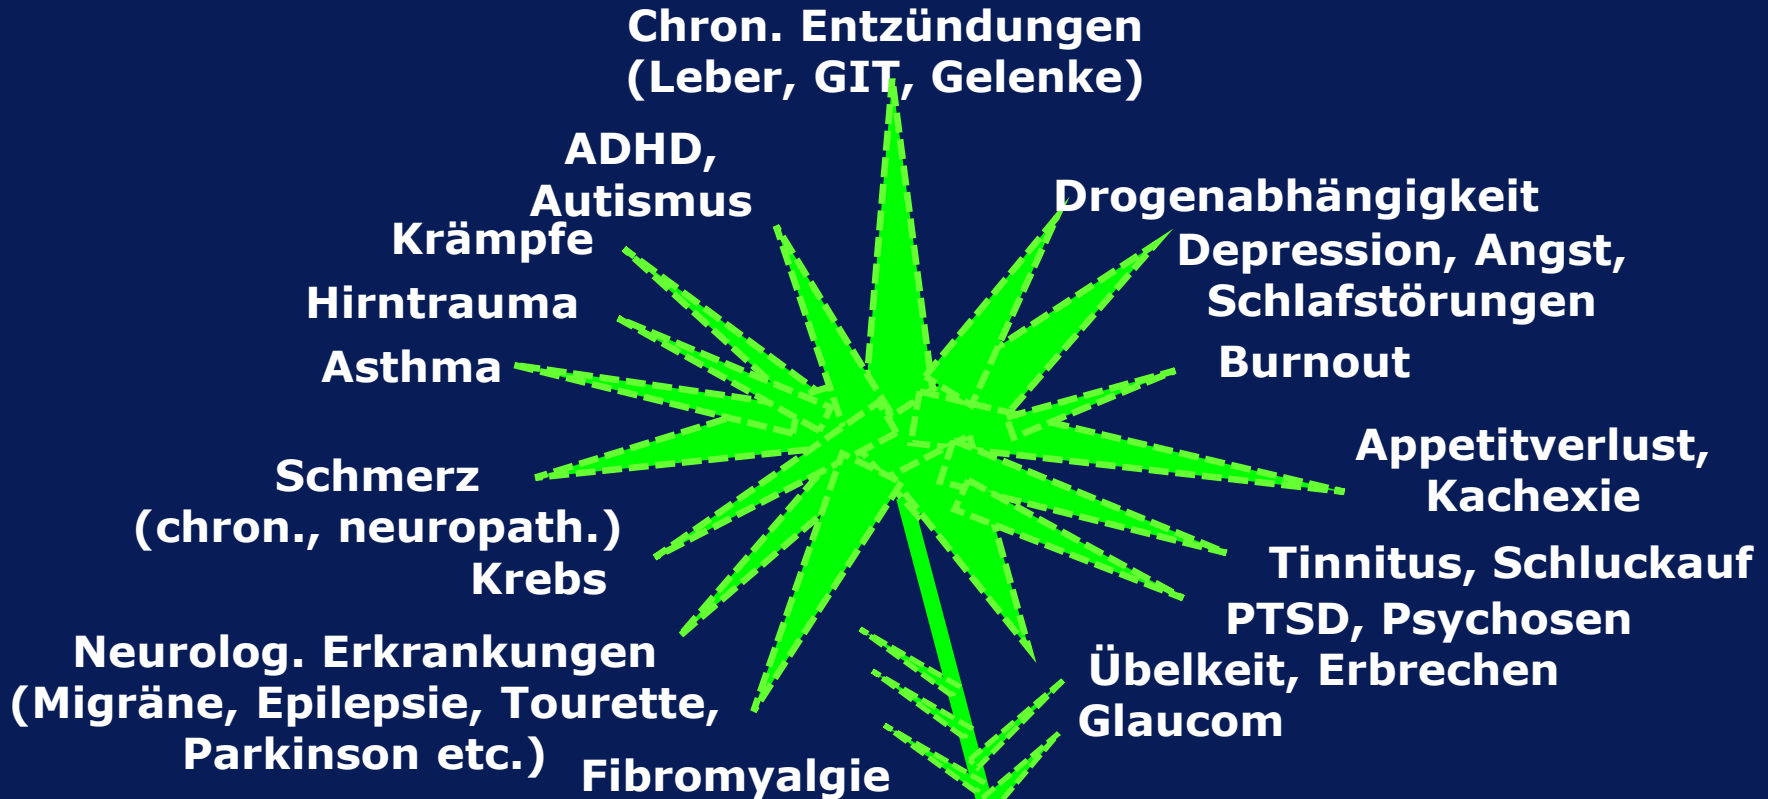 Chron. Entzündungen
(Leber, GIT, Gelenke)
ADHD,
Autismus
Krämpfe
Hirntrauma
Asthma
Schmerz
(chron., neuropath.)
Krebs
Neurolog. Erkrankungen
(Migräne, Epilepsie, Tourette,
Parkinson etc.)
Fibromyalgie
Drogenabhängigkeit
Depression, Angst,
Schlafstörungen
Burnout
Appetitverlust,
Kachexie
Tinnitus, Schluckauf
PTSD, Psychosen
Übelkeit, Erbrechen
Glaucom